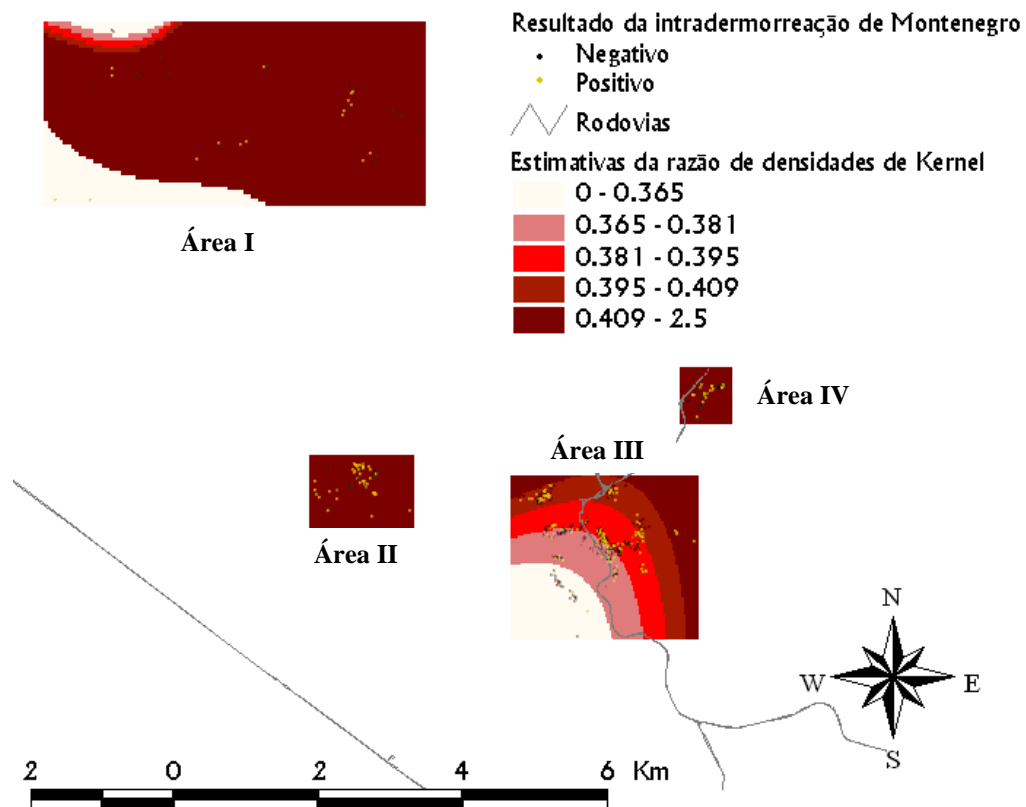 Resultado da intradermorreação de Montenegro
Negativo
Positivo
Rodovias
Estimativas da razão de densidades de Kernel
0 - 0.365
0.365 - 0.381
0.381 - 0.395
0.395 - 0.409
0.409 - 2.5
Área I
Área IV
Área III
Área II
N
W E
S
2 0 2 4 6 Km